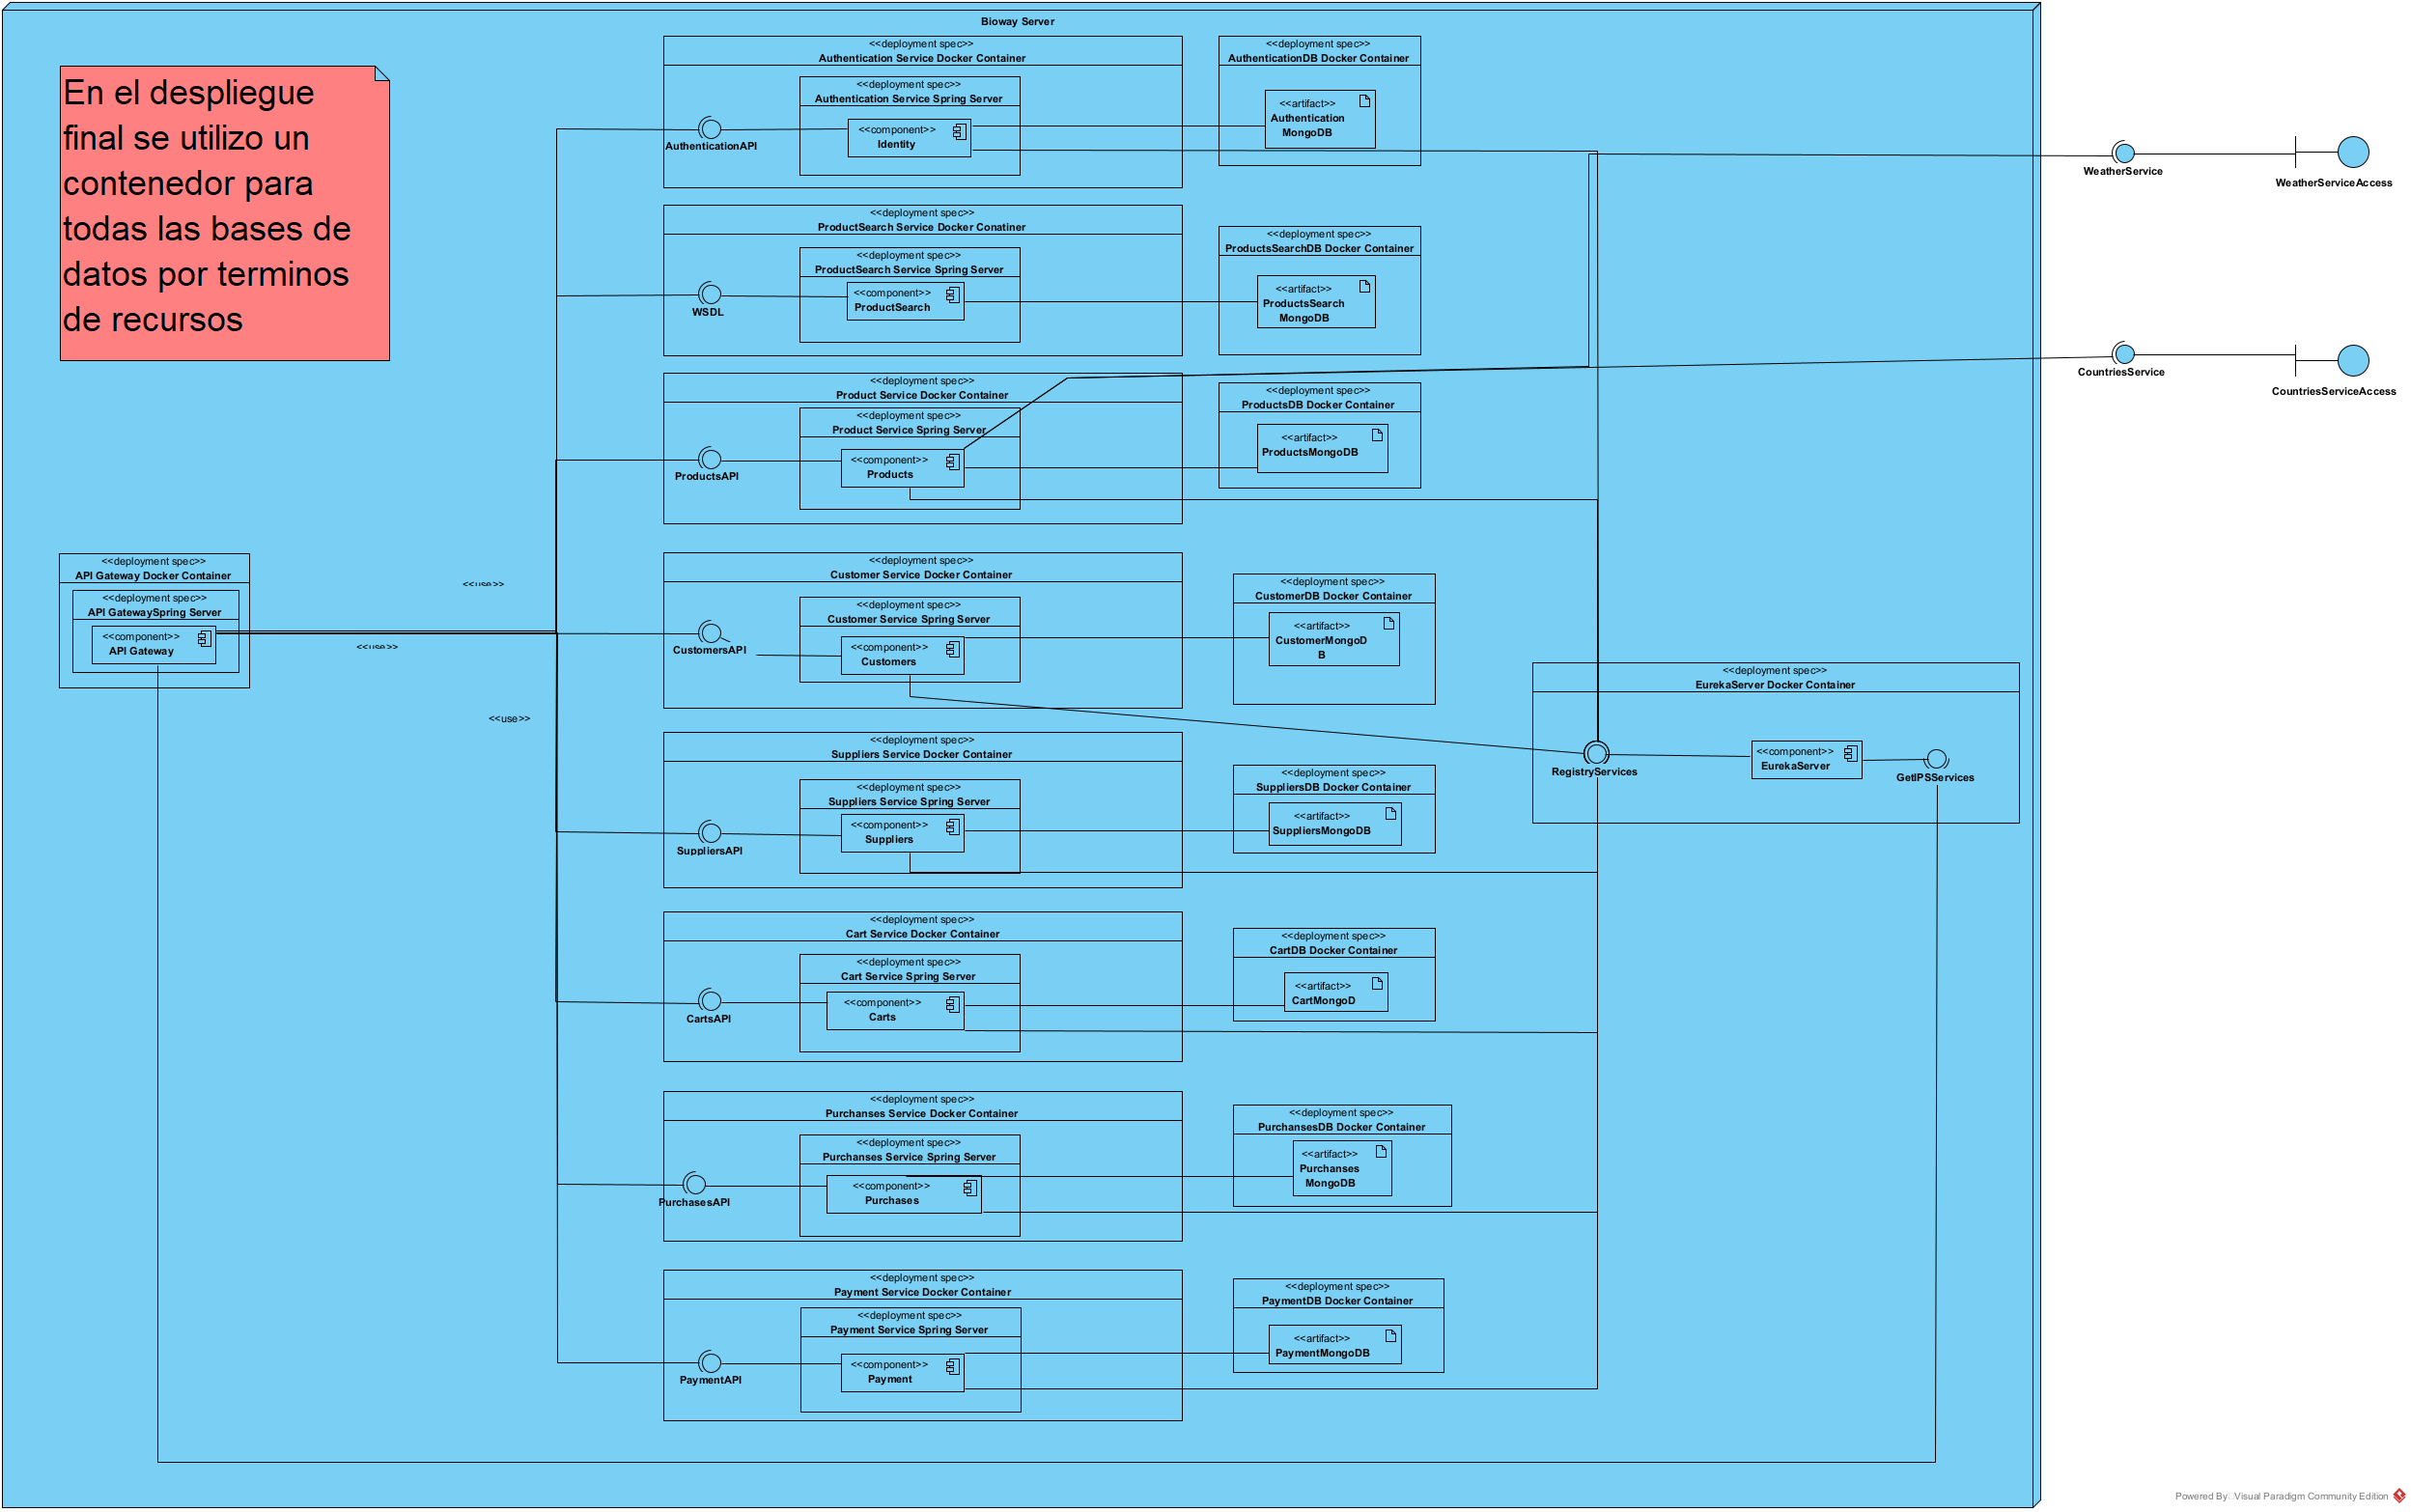 Bioway Server
En el despliegue
final se utilizo un
contenedor para
todas las bases de
datos por terminos
de recursos
<<deployment spec>>
Authentication Service Docker Container
<<deployment spec>>
Authentication Service Spring Server
<<component>>
Identity
AuthenticationAPI
<<deployment spec>>
AuthenticationDB Docker Container
<<artifact>>
Authentication
MongoDB
WeatherService
WeatherServiceAccess
<<deployment spec>>
ProductSearch Service Docker Conatiner
<<deployment spec>>
ProductSearch Service Spring Server
<<component>>
ProductSearch
WSDL
<<deployment spec>>
ProductsSearchDB Docker Container
<<artifact>>
ProductsSearch
MongoDB
CountriesService
CountriesServiceAccess
<<deployment spec>>
Product Service Docker Container
<<deployment spec>>
Product Service Spring Server
<<component>>
Products
ProductsAPI
<<deployment spec>>
ProductsDB Docker Container
<<artifact>>
ProductsMongoDB
<<deployment spec>>
API Gateway Docker Container
<<deployment spec>>
API GatewaySpring Server
<<component>>
API Gateway
<<use>>
<<use>>
<<use>>
<<deployment spec>>
Customer Service Docker Container
<<deployment spec>>
Customer Service Spring Server
<<component>>
Customers
CustomersAPI
<<deployment spec>>
CustomerDB Docker Container
<<artifact>>
CustomerMongoD
B
<<deployment spec>>
EurekaServer Docker Container
RegistryServices
<<component>>
EurekaServer
GetIPSServices
<<deployment spec>>
Suppliers Service Docker Container
<<deployment spec>>
Suppliers Service Spring Server
<<component>>
Suppliers
SuppliersAPI
<<deployment spec>>
SuppliersDB Docker Container
<<artifact>>
SuppliersMongoDB
<<deployment spec>>
Cart Service Docker Container
<<deployment spec>>
Cart Service Spring Server
<<component>>
Carts
CartsAPI
<<deployment spec>>
CartDB Docker Container
<<artifact>>
CartMongoD
<<deployment spec>>
Purchanses Service Docker Container
<<deployment spec>>
Purchanses Service Spring Server
<<component>>
Purchases
PurchasesAPI
<<deployment spec>>
PurchansesDB Docker Container
<<artifact>>
Purchanses
MongoDB
<<deployment spec>>
Payment Service Docker Container
<<deployment spec>>
Payment Service Spring Server
<<component>>
Payment
PaymentAPI
<<deployment spec>>
PaymentDB Docker Container
<<artifact>>
PaymentMongoDB
Powered By Visual Paradigm Community Edition